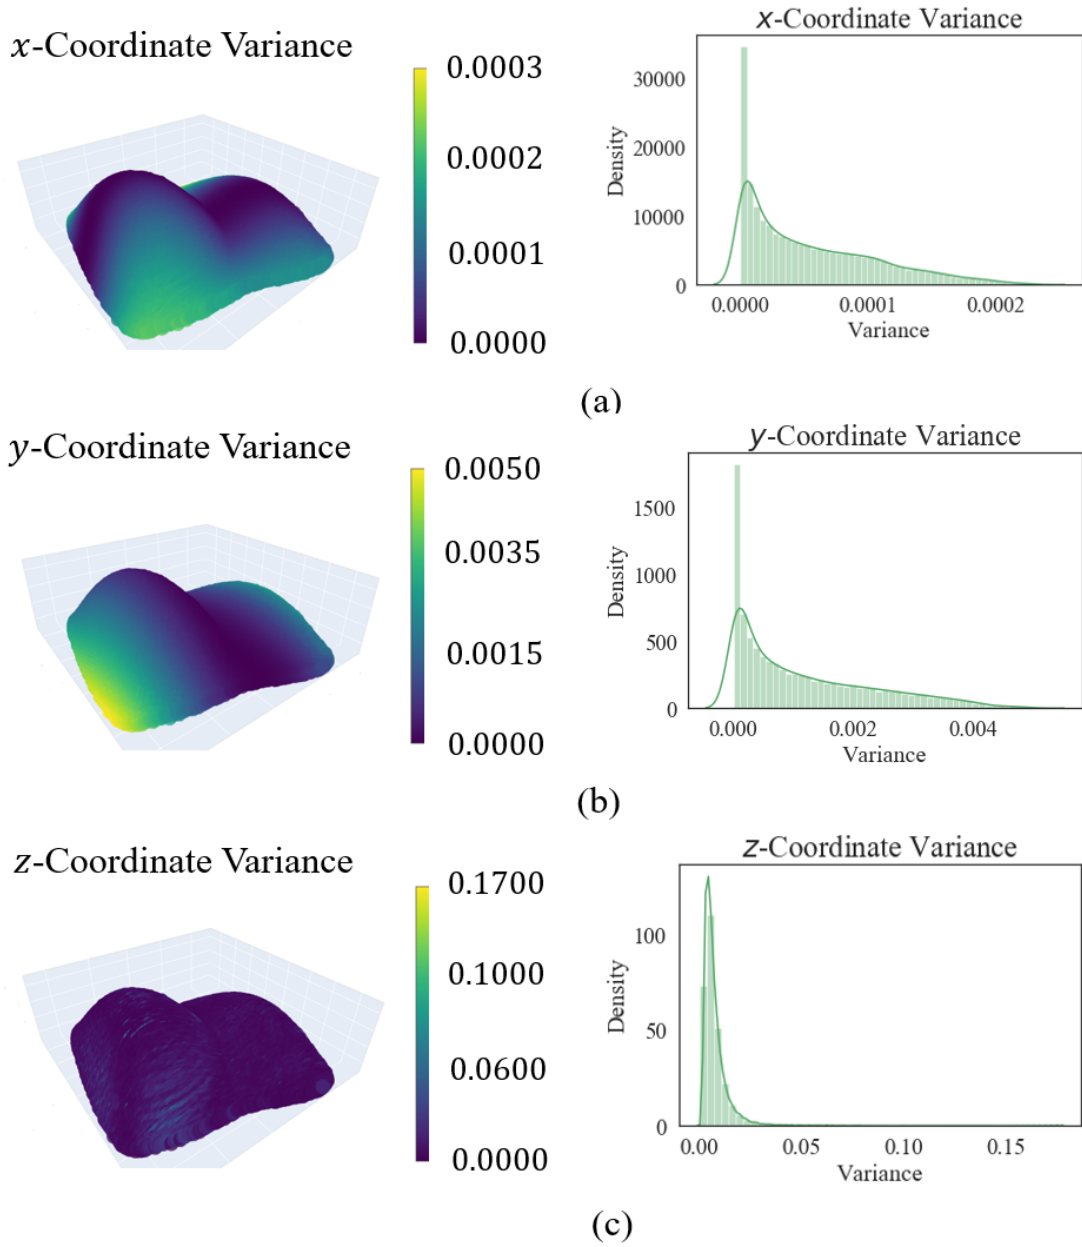 x-Coordinate Variance
0.0003
0.0002
0.0001
0.0000
x-Coordinate Variance
Density
30000
20000
10000
0
0.0000 0.0001 0.0002
Variance
(a)
y-Coordinate Variance
0.0050
0.0035
0.0015
0.0000
y-Coordinate Variance
Density
1500
1000
500
0
0.000 0.002 0.004
Variance
(b)
z-Coordinate Variance
0.1700
0.1000
0.0600
0.0000
z-Coordinate Variance
Density
100
50
0
0.00 0.05 0.10 0.15
Variance
(c)